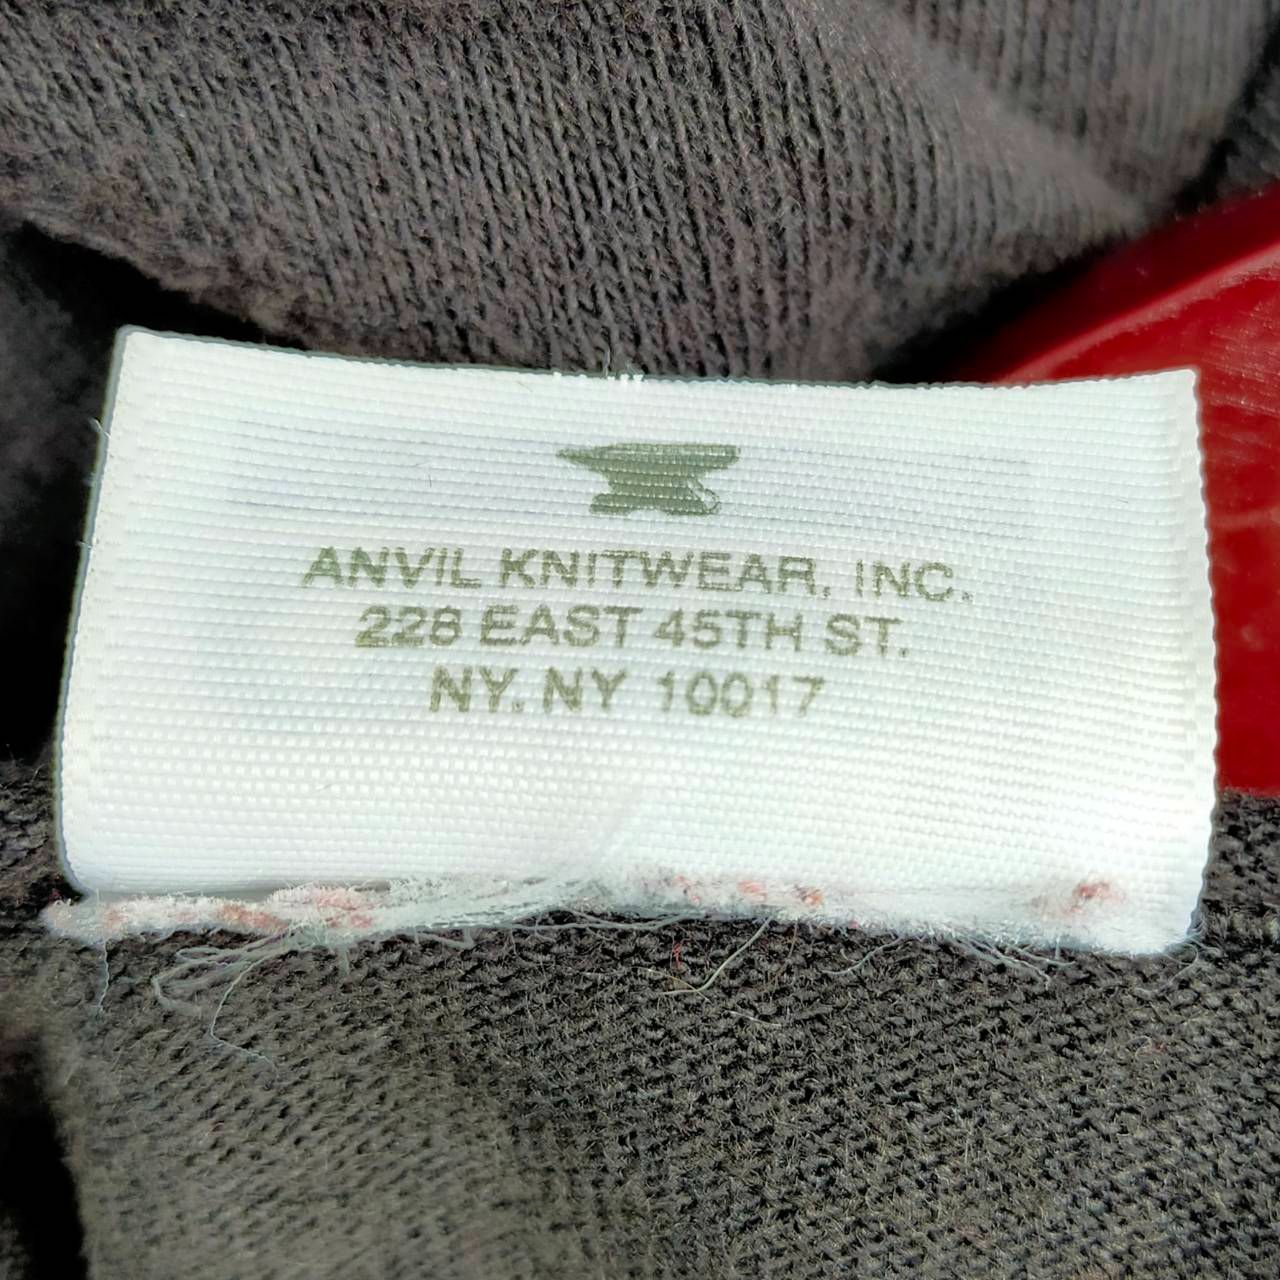 ANVIL KNITWEAR, INC.
228 EAST 45TH ST.
NY. NY 10017